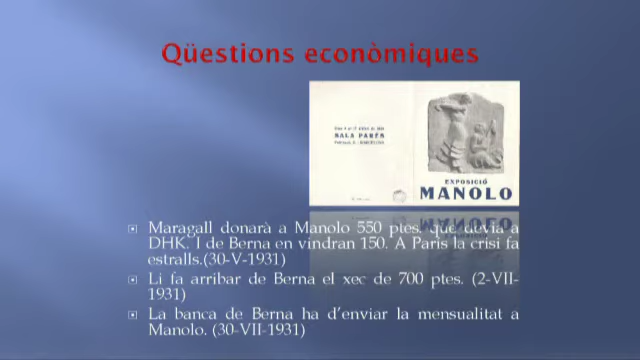 Qüestions econòmiques
SALA PARÉS
EXPOSICIÓ
MANOLO
Maragall donarà a Manolo 550 ptes. que devia a
DHK. I de Berna en vindran 150. A Paris la crisi fa
estralls.(30-V-1931)
Li fa arribar de Berna el xec de 700 ptes. (2-VII-
1931)
La banca de Berna ha d'enviar la mensualitat a
Manolo. (30-VII-1931)